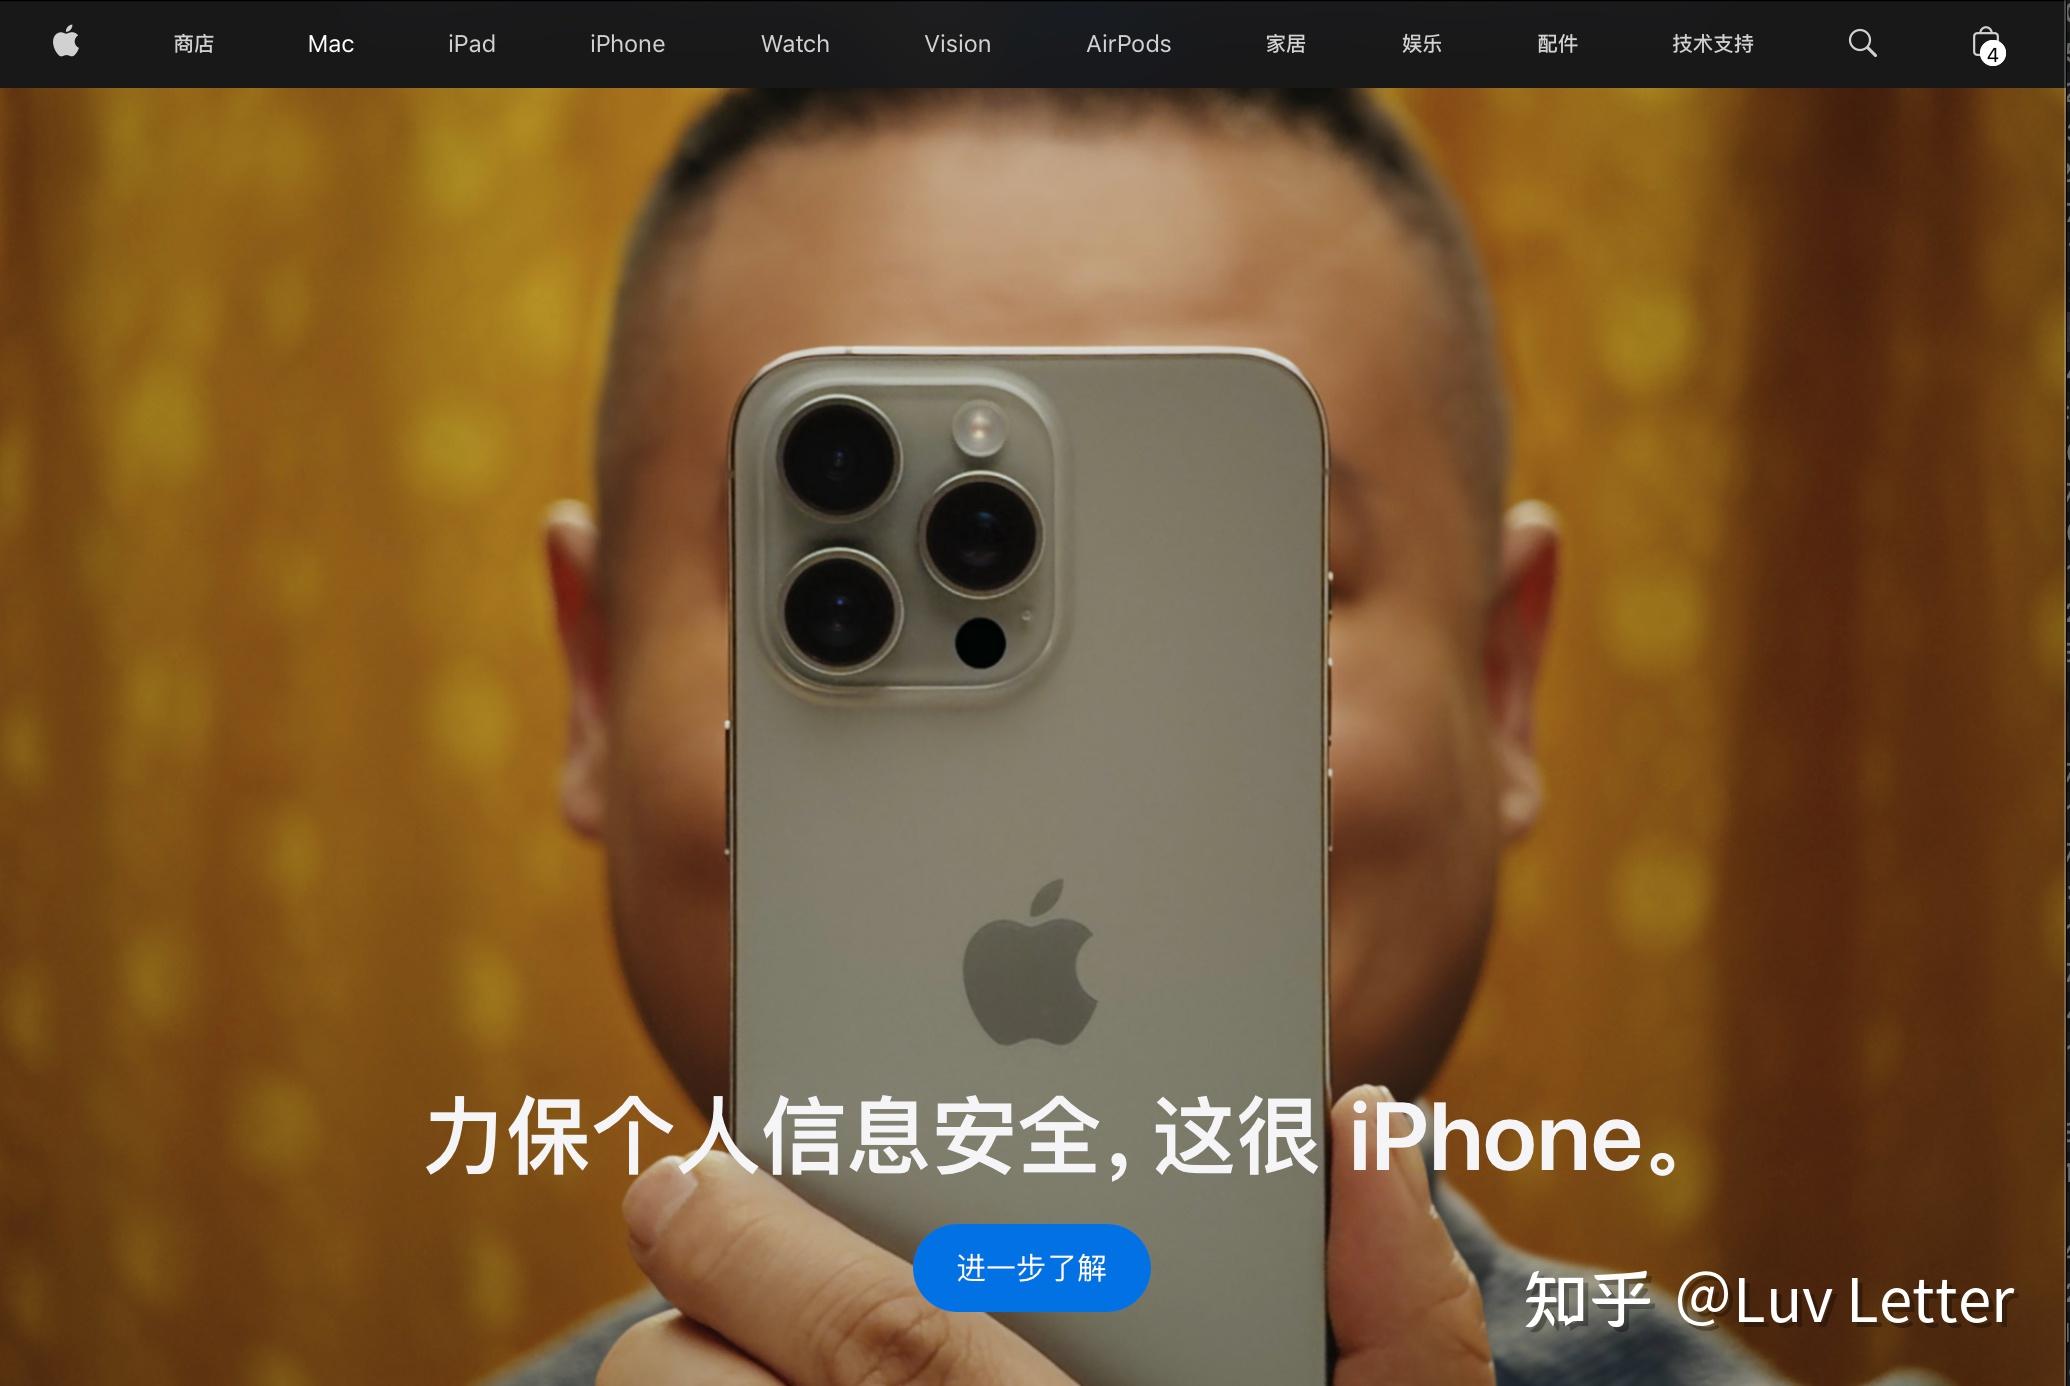 商店 Mac iPad iPhone Watch Vision AirPods 家居 娱乐 配件 技术支持 4
力保个人信息安全，这很 iPhone。
进一步了解
知乎 @Luv Letter